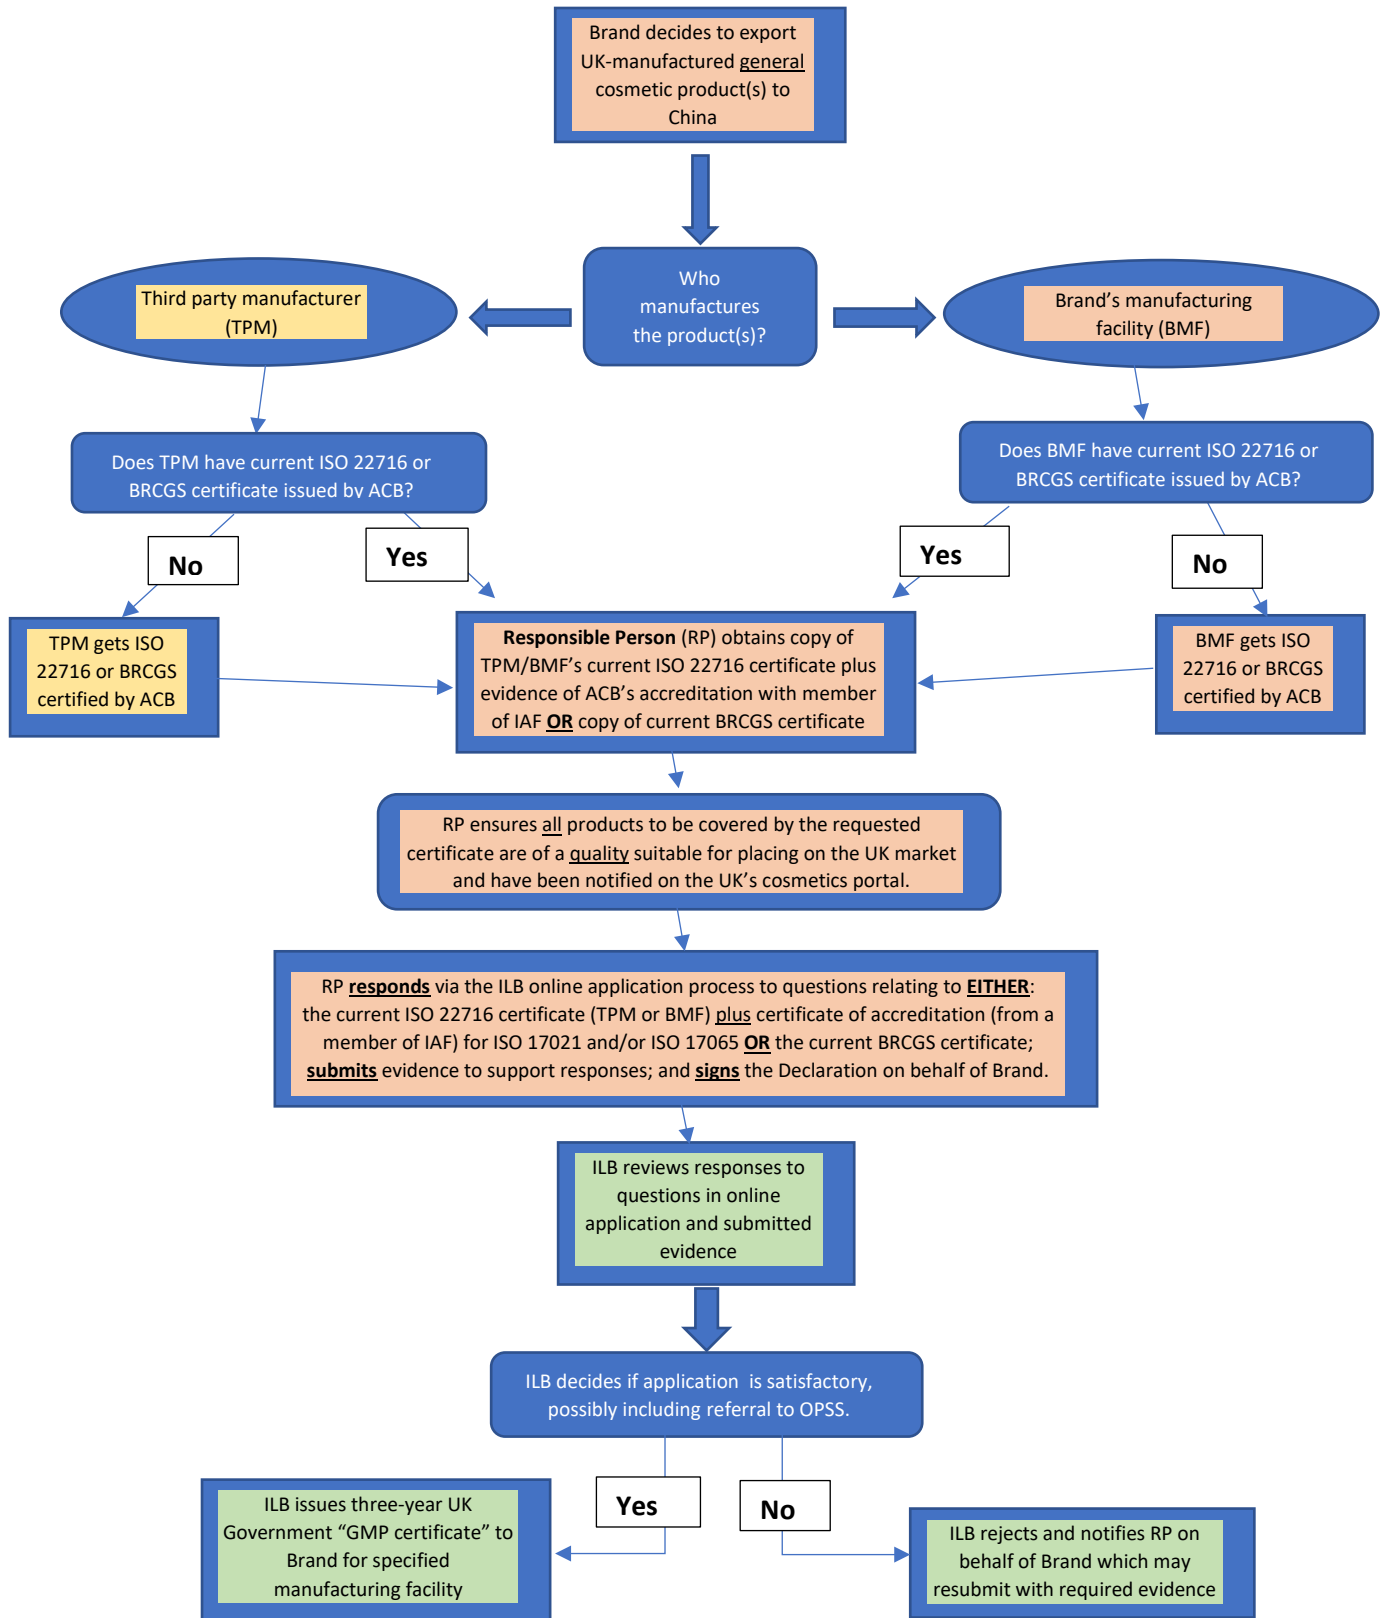 Brand decides to export
UK-manufactured general
cosmetic product(s) to
China
Who
manufactures
the product(s)?
Third party manufacturer
(TPM)
Brand’s manufacturing
facility (BMF)
Does TPM have current ISO 22716 or
BRCGS certificate issued by ACB?
Does BMF have current ISO 22716 or
BRCGS certificate issued by ACB?
No
Yes
Yes
No
TPM gets ISO
22716 or BRCGS
certified by ACB
Responsible Person (RP) obtains copy of
TPM/BMF’s current ISO 22716 certificate plus
evidence of ACB’s accreditation with member
of IAF OR copy of current BRCGS certificate
BMF gets ISO
22716 or BRCGS
certified by ACB
RP ensures all products to be covered by the requested
certificate are of a quality suitable for placing on the UK market
and have been notified on the UK’s cosmetics portal.
RP responds via the ILB online application process to questions relating to EITHER:
the current ISO 22716 certificate (TPM or BMF) plus certificate of accreditation (from a
member of IAF) for ISO 17021 and/or ISO 17065 OR the current BRCGS certificate;
submits evidence to support responses; and signs the Declaration on behalf of Brand.
ILB reviews responses to
questions in online
application and submitted
evidence
ILB decides if application is satisfactory,
possibly including referral to OPSS.
Yes
No
ILB issues three-year UK
Government “GMP certificate” to
Brand for specified
manufacturing facility
ILB rejects and notifies RP on
behalf of Brand which may
resubmit with required evidence